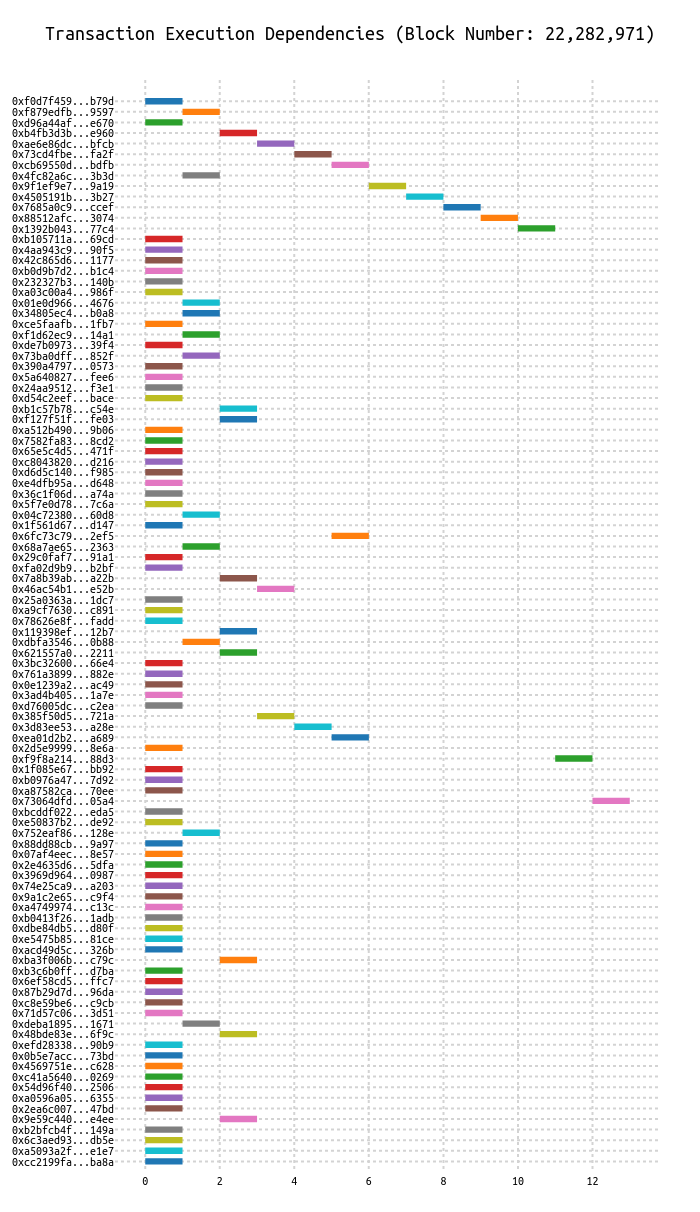 Transaction Execution Dependencies (Block Number: 22,282,971)
0xf0d7f459...b79d
0xf879edfb...9597
0xd96a44af...e670
0xb4fb3d3b...e960
0xae6e86dc...bfcb
0x73cd4fbe...fa2f
0xcb69550d...bdfb
0x4fc82a6c...3b3d
0x9f1ef9e7...9a19
0x4505191b...3b27
0x7685a0c9...ccef
0x88512afc...3074
0x1392b043...77c4
0xb105711a...69cd
0x4aa943c9...90f5
0x42c865d6...1177
0xb0d9b7d2...b1c4
0x232327b3...140b
0xa03c00a4...986f
0x01e0d966...4676
0x34805ec4...b0a8
0xce5faafb...1fb7
0xf1d62ec9...14a1
0xde7b0973...39f4
0x73ba0dff...852f
0x390a4797...0573
0x5a640827...fee6
0x24aa9512...f3e1
0xd54c2eef...bace
0xb1c57b78...c54e
0xf127f51f...fe03
0xa512b490...9b06
0x7582fa83...8cd2
0x65e5c4d5...471f
0xc8043820...d216
0xd6d5c140...f985
0xe4dfb95a...d648
0x36c1f06d...a74a
0x5f7e0d78...7c6a
0x04c72380...60d8
0x1f561d67...d147
0x6fc73c79...2ef5
0x68a7ae65...2363
0x29c0faf7...91a1
0xfa02d9b9...b2bf
0x7a8b39ab...a22b
0x46ac54b1...e52b
0x25a0363a...1dc7
0xa9cf7630...c891
0x78626e8f...fadd
0x119398ef...12b7
0xdbfa3546...0b88
0x621557a0...2211
0x3bc32600...66e4
0x761a3899...882e
0x0e1239a2...ac49
0x3ad4b405...1a7e
0xd76005dc...c2ea
0x385f50d5...721a
0x3d83ee53...a28e
0xea01d2b2...a689
0x2d5e9999...8e6a
0xf9f8a214...88d3
0x1f085e67...bb92
0xb0976a47...7d92
0xa87582ca...70ee
0x73064dfd...05a4
0xbcddf022...eda5
0xe50837b2...de92
0x752eaf86...128e
0x88dd88cb...9a97
0x07af4eec...8e57
0x2e4635d6...5dfa
0x3969d964...0987
0x74e25ca9...a203
0x9a1c2e65...c9f4
0xa4749974...c13c
0xb0413f26...1adb
0xdbe84db5...d80f
0xe5475b85...81ce
0xacd49d5c...326b
0xba3f006b...c79c
0xb3c6b0ff...d7ba
0x6ef58cd5...ffc7
0x87b29d7d...96da
0xc8e59be6...c9cb
0x71d57c06...3d51
0xdeba1895...1671
0x48bde83e...6f9c
0xefd28338...90b9
0x0b5e7acc...73bd
0x4569751e...c628
0xc41a5640...0269
0x54d96f40...2506
0xa0596a05...6355
0x2ea6c007...47bd
0x9e59c440...e4ee
0xb2bfcb4f...149a
0x6c3aed93...db5e
0xa5093a2f...e1e7
0xcc2199fa...ba8a
0 2 4 6 8 10 12